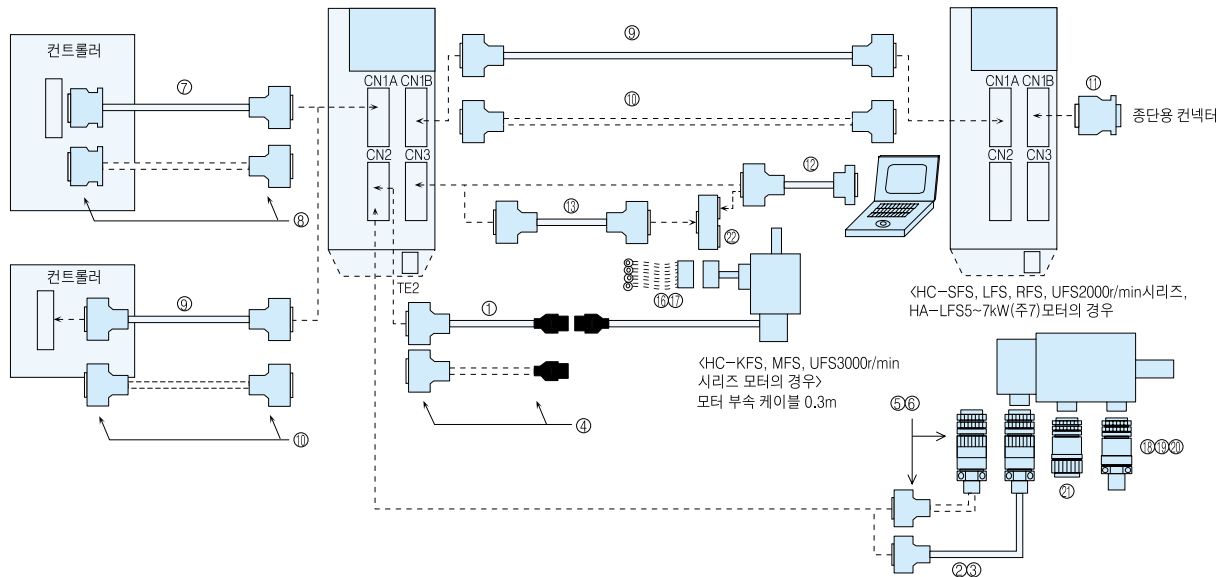 컨트롤러
⑦
⑧
컨트롤러
⑨
⑩
CN1A CN1B
CN2 CN3
TE2
⑨
⑩
⑫
⑬
㉒
⑯⑰
①
④
<HC-KFS, MFS, UFS3000r/min
시리즈 모터의 경우>
모터 부속 케이블 0.3m
CN1A CN1B
CN2 CN3
⑪
종단용 컨넥터
<HC-SFS, LFS, RFS, UFS2000r/min시리즈,
HA-LFS5~7kW(주7)모터의 경우
⑤⑥
⑱⑲⑳
㉑
②③